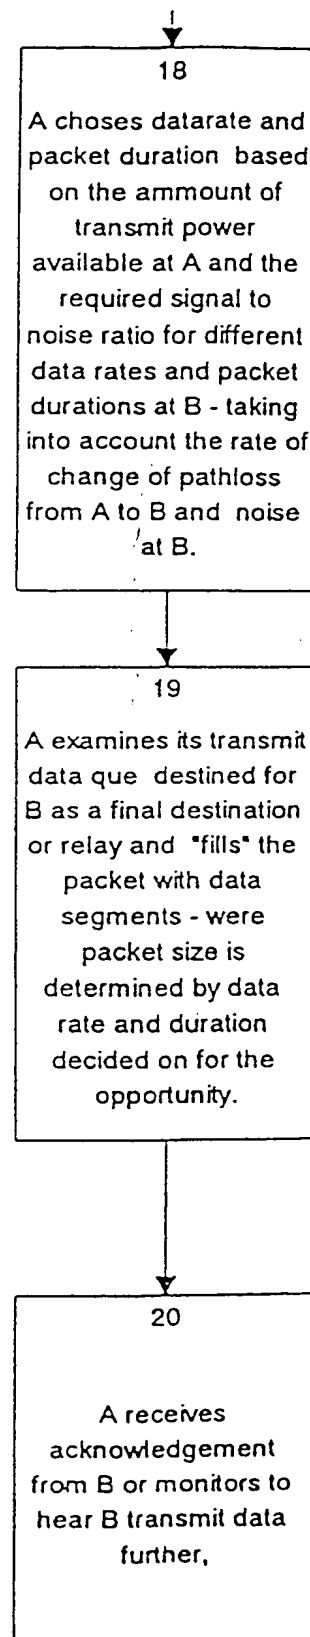 18
A choses datarate and
packet duration based
on the ammount of
transmit power
available at A and the
required signal to
noise ratio for different
data rates and packet
durations at B - taking
into account the rate of
change of pathloss
from A to B and noise
at B.
19
A examines its transmit
data que destined for
B as a final destination
or relay and "fills" the
packet with data
segments - were
packet size is
determined by data
rate and duration
decided on for the
opportunity.
20
A receives
acknowledgement
from B or monitors to
hear B transmit data
further,